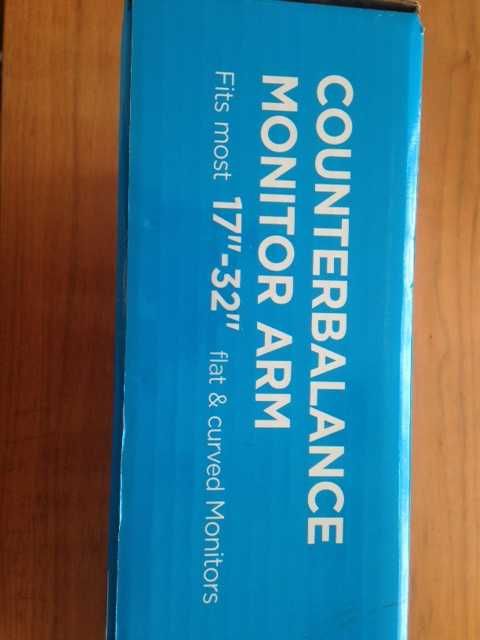 COUNTERBALANCE
MONITOR ARM
Fits most 17"-32" flat & curved Monitors